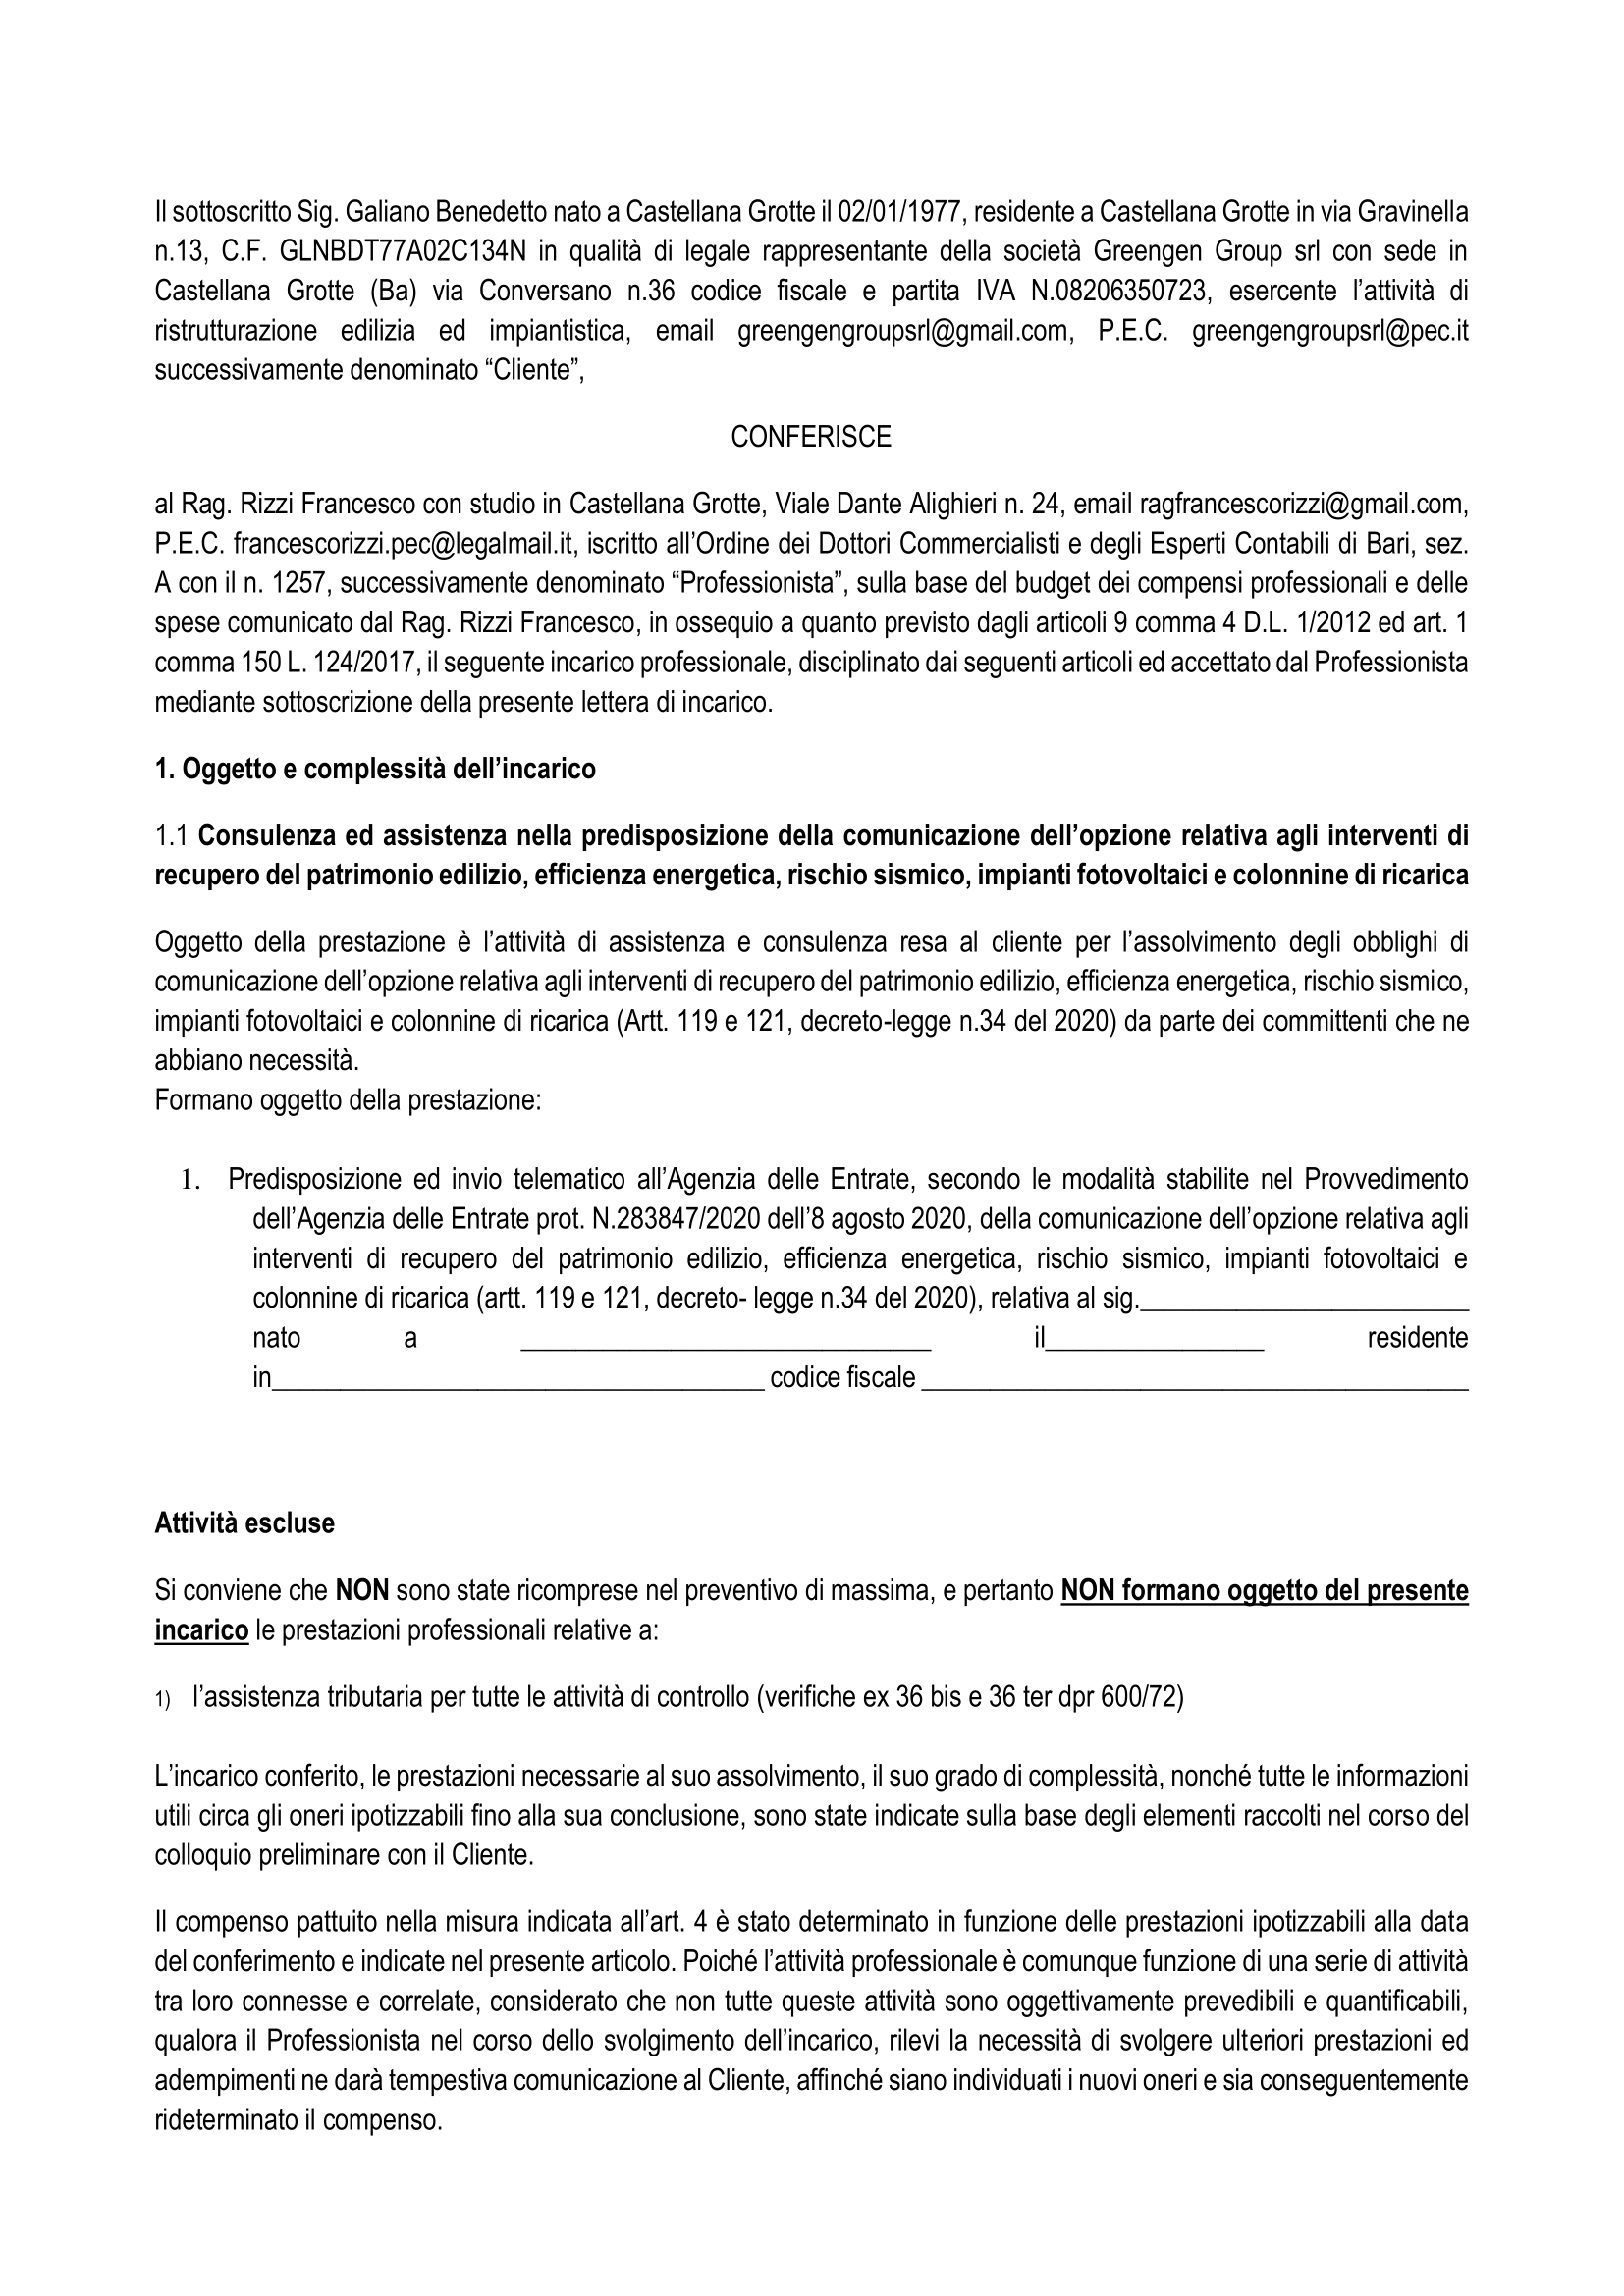 Il sottoscritto Sig. Galiano Benedetto nato a Castellana Grotte il 02/01/1977, residente a Castellana Grotte in via Gravinella
n.13, C.F. GLNBDT77A02C134N in qualità di legale rappresentante della società Greengen Group srl con sede in
Castellana Grotte (Ba) via Conversano n.36 codice fiscale e partita IVA N.08206350723, esercente l’attività di
ristrutturazione edilizia ed impiantistica, email greengengroupsrl@gmail.com, P.E.C. greengengroupsrl@pec.it
successivamente denominato “Cliente”,
CONFERISCE
al Rag. Rizzi Francesco con studio in Castellana Grotte, Viale Dante Alighieri n. 24, email ragfrancescorizzi@gmail.com,
P.E.C. francescorizzi.pec@legalmail.it, iscritto all’Ordine dei Dottori Commercialisti e degli Esperti Contabili di Bari, sez.
A con il n. 1257, successivamente denominato “Professionista”, sulla base del budget dei compensi professionali e delle
spese comunicato dal Rag. Rizzi Francesco, in ossequio a quanto previsto dagli articoli 9 comma 4 D.L. 1/2012 ed art. 1
comma 150 L. 124/2017, il seguente incarico professionale, disciplinato dai seguenti articoli ed accettato dal Professionista
mediante sottoscrizione della presente lettera di incarico.
1. Oggetto e complessità dell’incarico
1.1 Consulenza ed assistenza nella predisposizione della comunicazione dell’opzione relativa agli interventi di
recupero del patrimonio edilizio, efficienza energetica, rischio sismico, impianti fotovoltaici e colonnine di ricarica
Oggetto della prestazione è l’attività di assistenza e consulenza resa al cliente per l’assolvimento degli obblighi di
comunicazione dell’opzione relativa agli interventi di recupero del patrimonio edilizio, efficienza energetica, rischio sismico,
impianti fotovoltaici e colonnine di ricarica (Artt. 119 e 121, decreto-legge n.34 del 2020) da parte dei committenti che ne
abbiano necessità.
Formano oggetto della prestazione:
1. Predisposizione ed invio telematico all’Agenzia delle Entrate, secondo le modalità stabilite nel Provvedimento
dell’Agenzia delle Entrate prot. N.283847/2020 dell’8 agosto 2020, della comunicazione dell’opzione relativa agli
interventi di recupero del patrimonio edilizio, efficienza energetica, rischio sismico, impianti fotovoltaici e
colonnine di ricarica (artt. 119 e 121, decreto- legge n.34 del 2020), relativa al sig.________________________
nato a ______________________________ il________________ residente
in____________________________________ codice fiscale ________________________________________
Attività escluse
Si conviene che NON sono state ricomprese nel preventivo di massima, e pertanto NON formano oggetto del presente
incarico le prestazioni professionali relative a:
1) l’assistenza tributaria per tutte le attività di controllo (verifiche ex 36 bis e 36 ter dpr 600/72)
L’incarico conferito, le prestazioni necessarie al suo assolvimento, il suo grado di complessità, nonché tutte le informazioni
utili circa gli oneri ipotizzabili fino alla sua conclusione, sono state indicate sulla base degli elementi raccolti nel corso del
colloquio preliminare con il Cliente.
Il compenso pattuito nella misura indicata all’art. 4 è stato determinato in funzione delle prestazioni ipotizzabili alla data
del conferimento e indicate nel presente articolo. Poiché l’attività professionale è comunque funzione di una serie di attività
tra loro connesse e correlate, considerato che non tutte queste attività sono oggettivamente prevedibili e quantificabili,
qualora il Professionista nel corso dello svolgimento dell’incarico, rilevi la necessità di svolgere ulteriori prestazioni ed
adempimenti ne darà tempestiva comunicazione al Cliente, affinché siano individuati i nuovi oneri e sia conseguentemente
rideterminato il compenso.